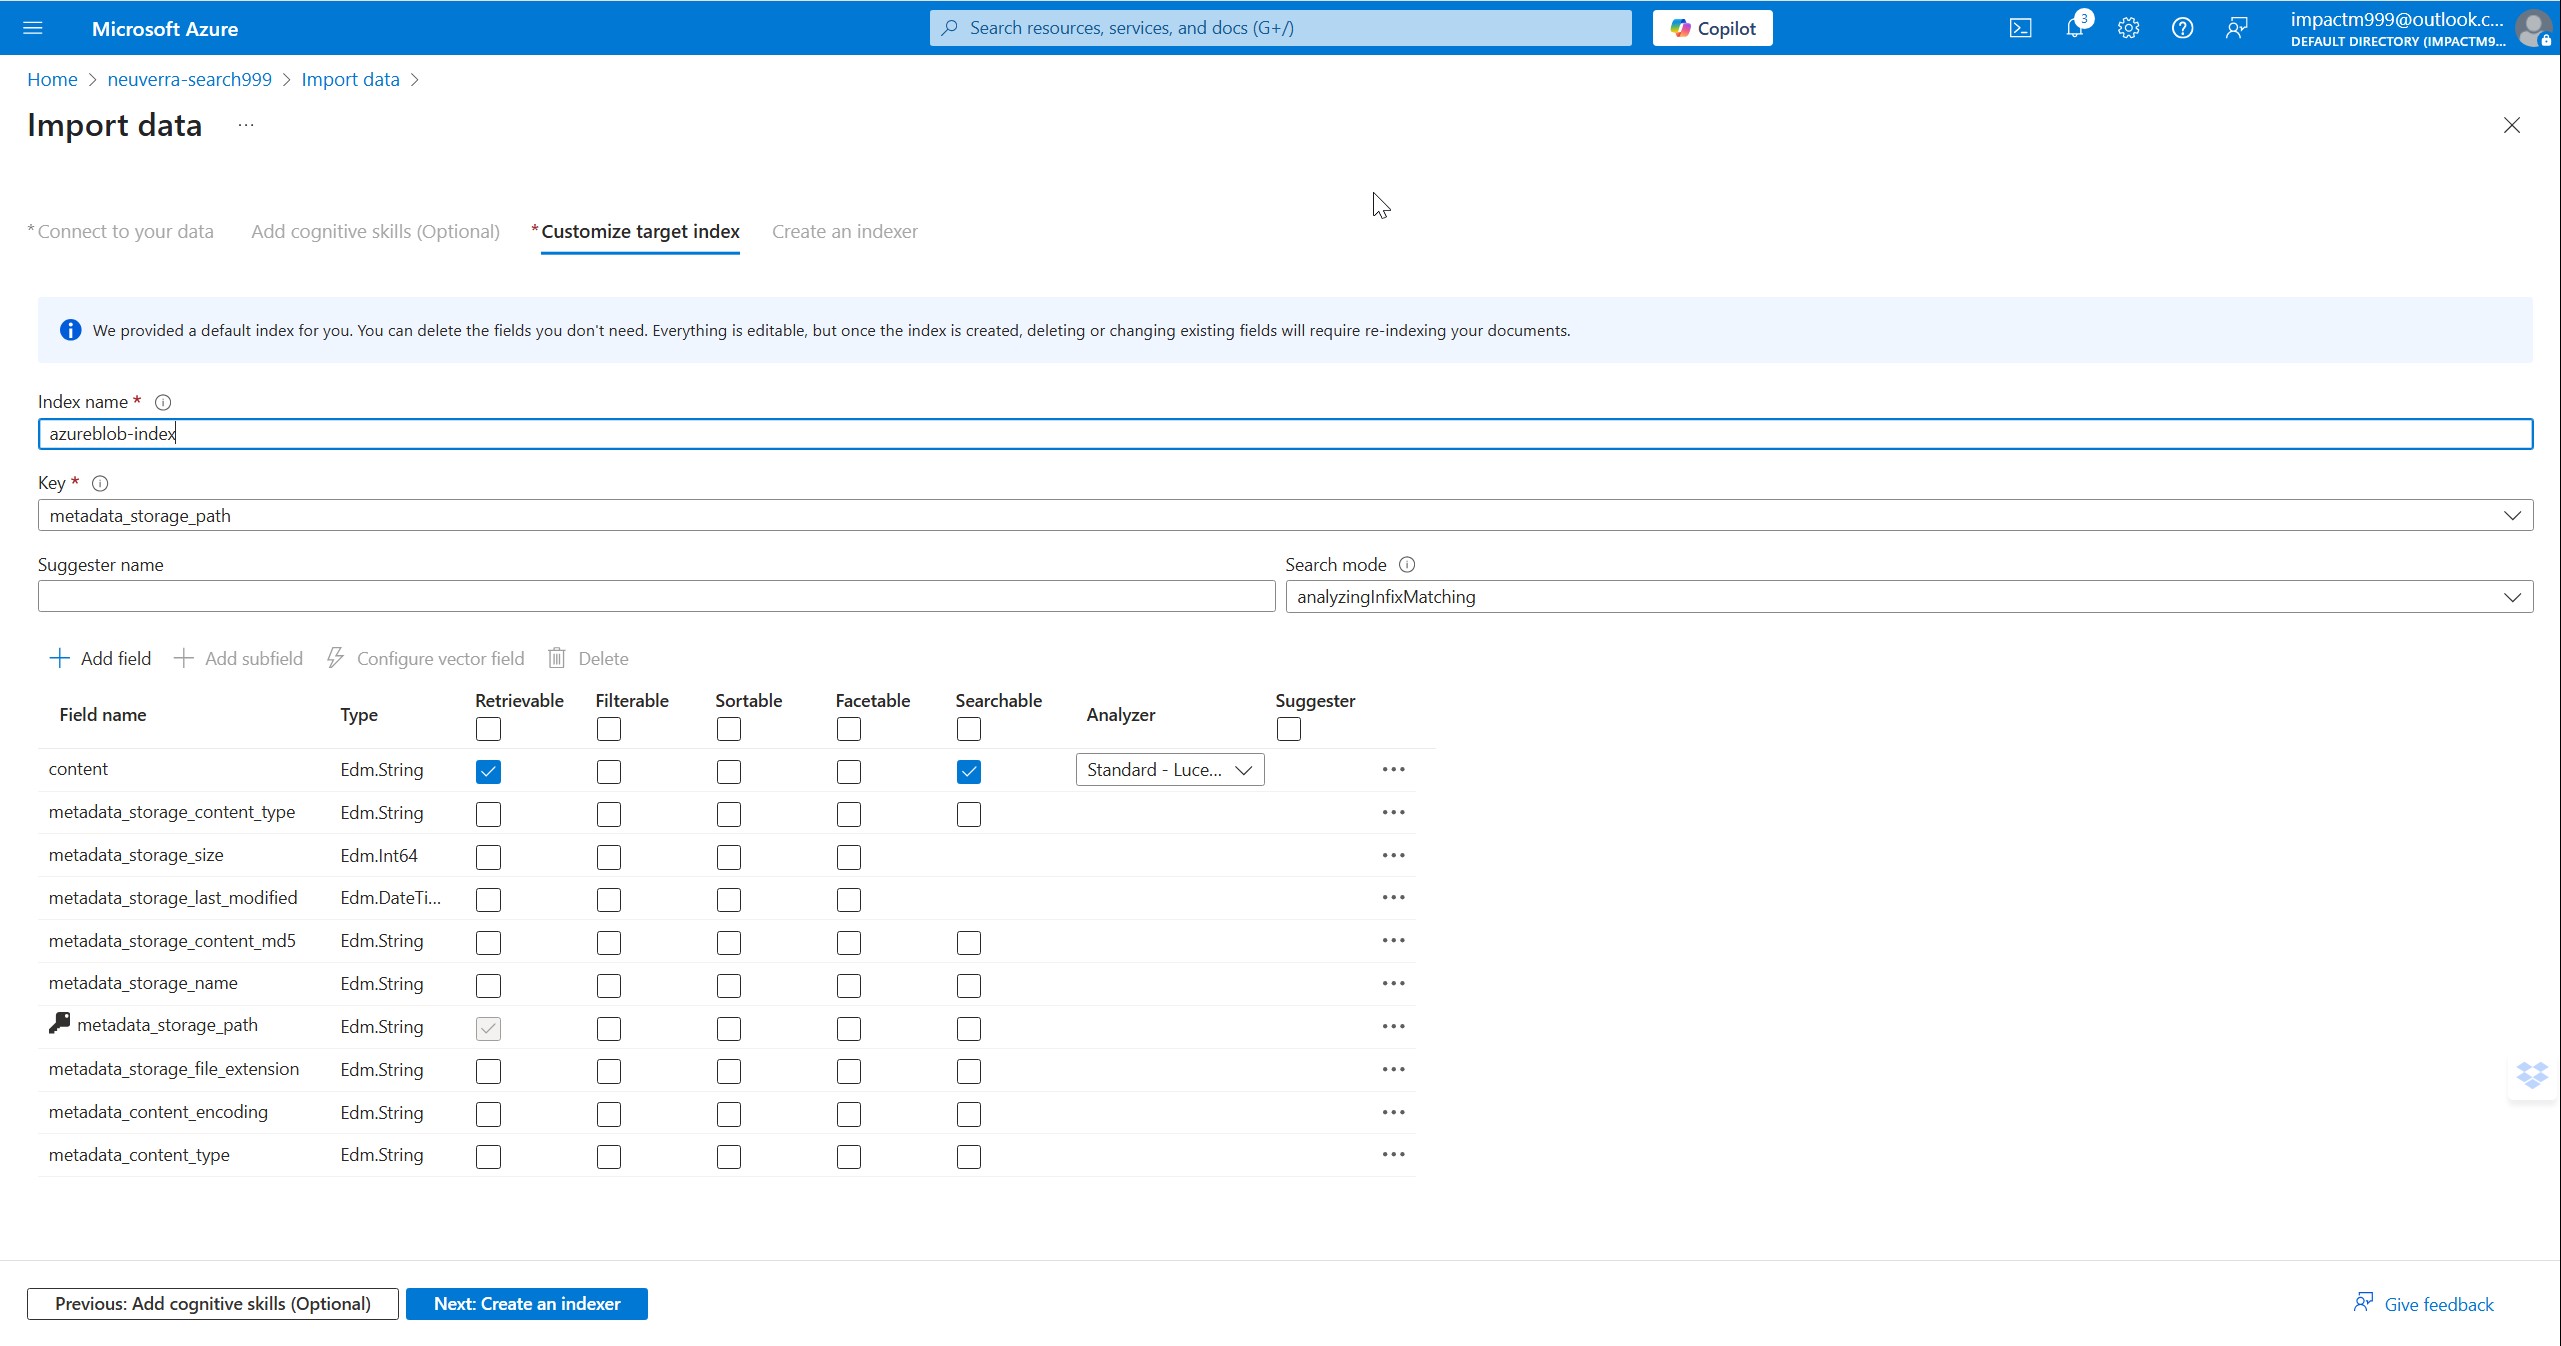 Microsoft Azure
Search resources, services, and docs (G+/)
Copilot
3
impactm999@outlook.c...
DEFAULT DIRECTORY (IMPACTM9...
Home > neuverra-search999 > Import data >
Import data ...
* Connect to your data
Add cognitive skills (Optional)
* Customize target index
Create an indexer
We provided a default index for you. You can delete the fields you don't need. Everything is editable, but once the index is created, deleting or changing existing fields will require re-indexing your documents.
Index name *
azureblob-index
Key *
metadata_storage_path
Suggester name
Search mode
analyzingInfixMatching
+ Add field
+ Add subfield
Configure vector field
Delete
Field name Type Retrievable Filterable Sortable Facetable Searchable Analyzer Suggester
content Edm.String Standard - Luce... ...
metadata_storage_content_type Edm.String ...
metadata_storage_size Edm.Int64 ...
metadata_storage_last_modified Edm.DateTi... ...
metadata_storage_content_md5 Edm.String ...
metadata_storage_name Edm.String ...
metadata_storage_path Edm.String ...
metadata_storage_file_extension Edm.String ...
metadata_content_encoding Edm.String ...
metadata_content_type Edm.String ...
Previous: Add cognitive skills (Optional)
Next: Create an indexer
Give feedback